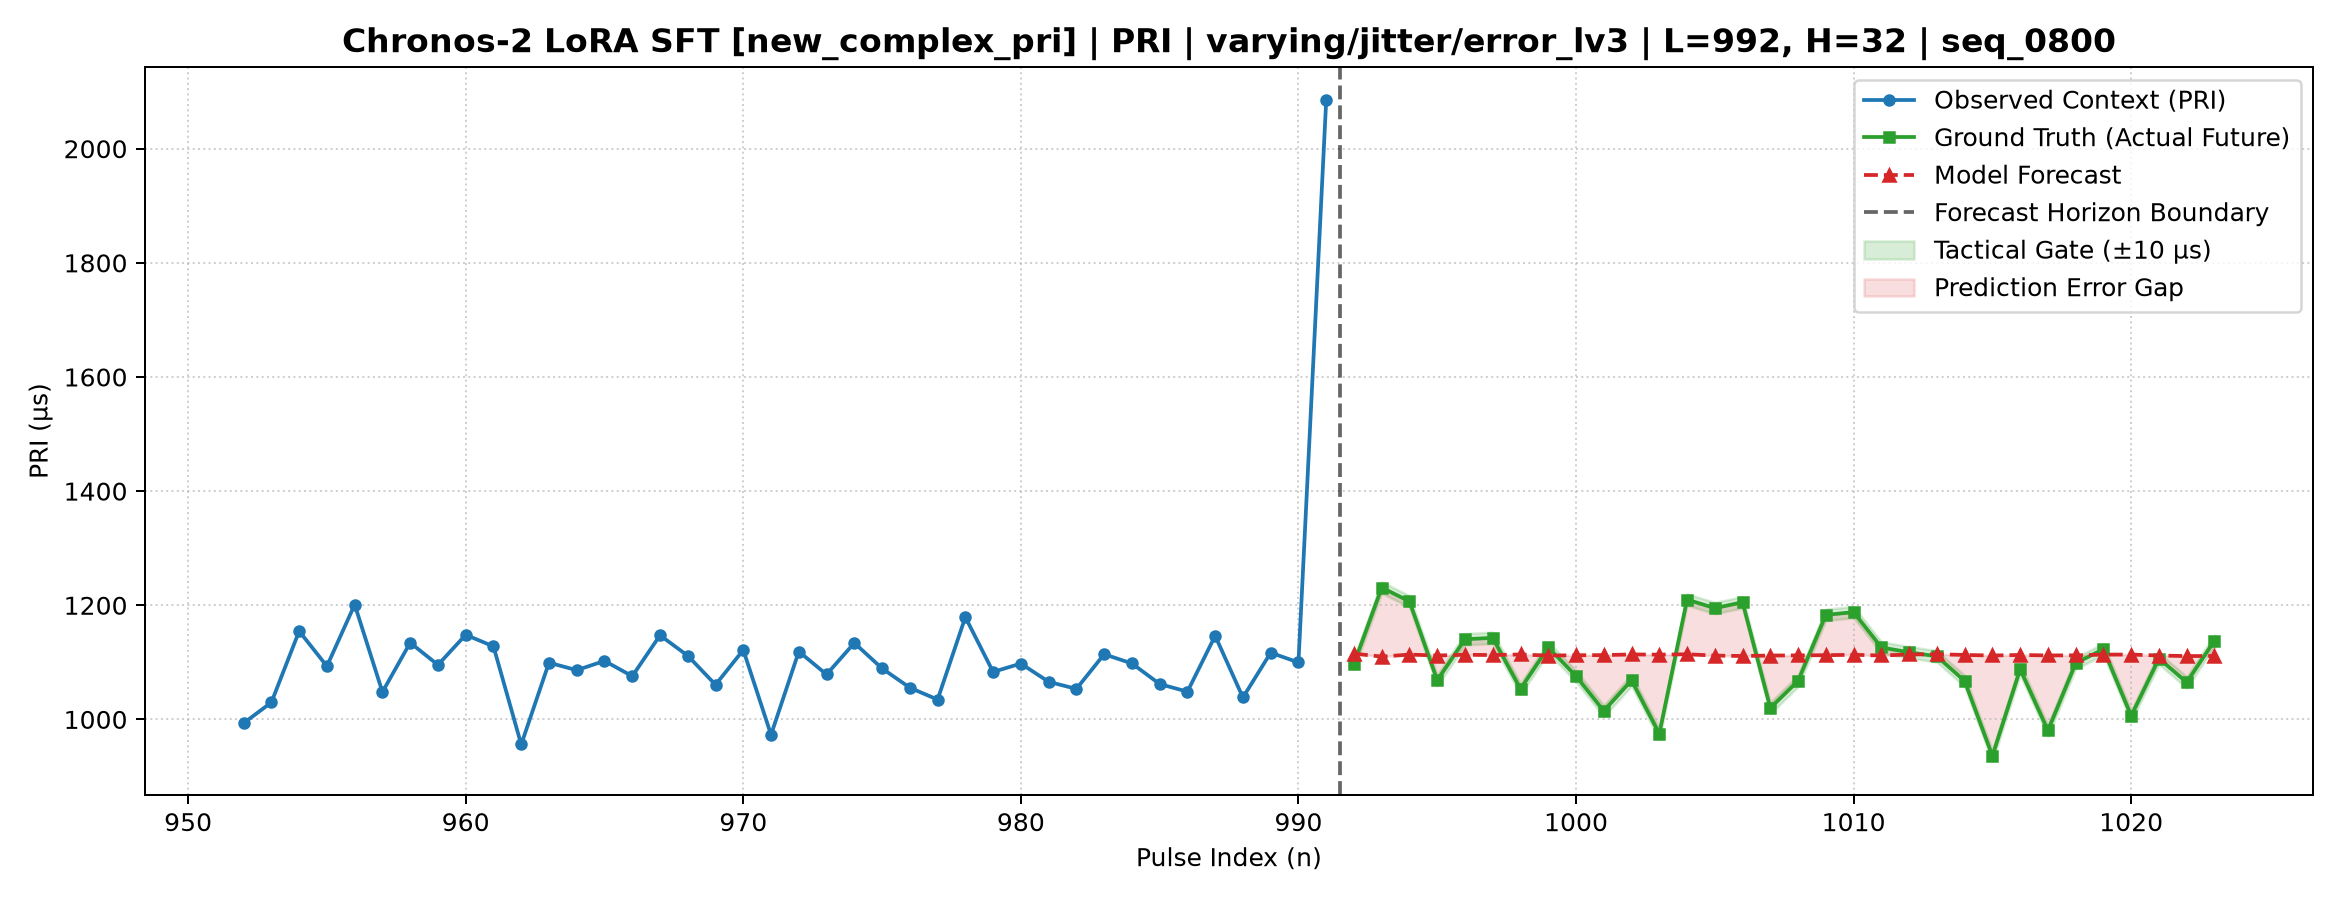 Chronos-2 LoRA SFT [new_complex_pri] | PRI | varying/jitter/error_lv3 | L=992, H=32 | seq_0800
Observed Context (PRI)
Ground Truth (Actual Future)
Model Forecast
Forecast Horizon Boundary
Tactical Gate (±10 µs)
Prediction Error Gap
PRI (µs)
2000
1800
1600
1400
1200
1000
950 960 970 980 990 1000 1010 1020
Pulse Index (n)